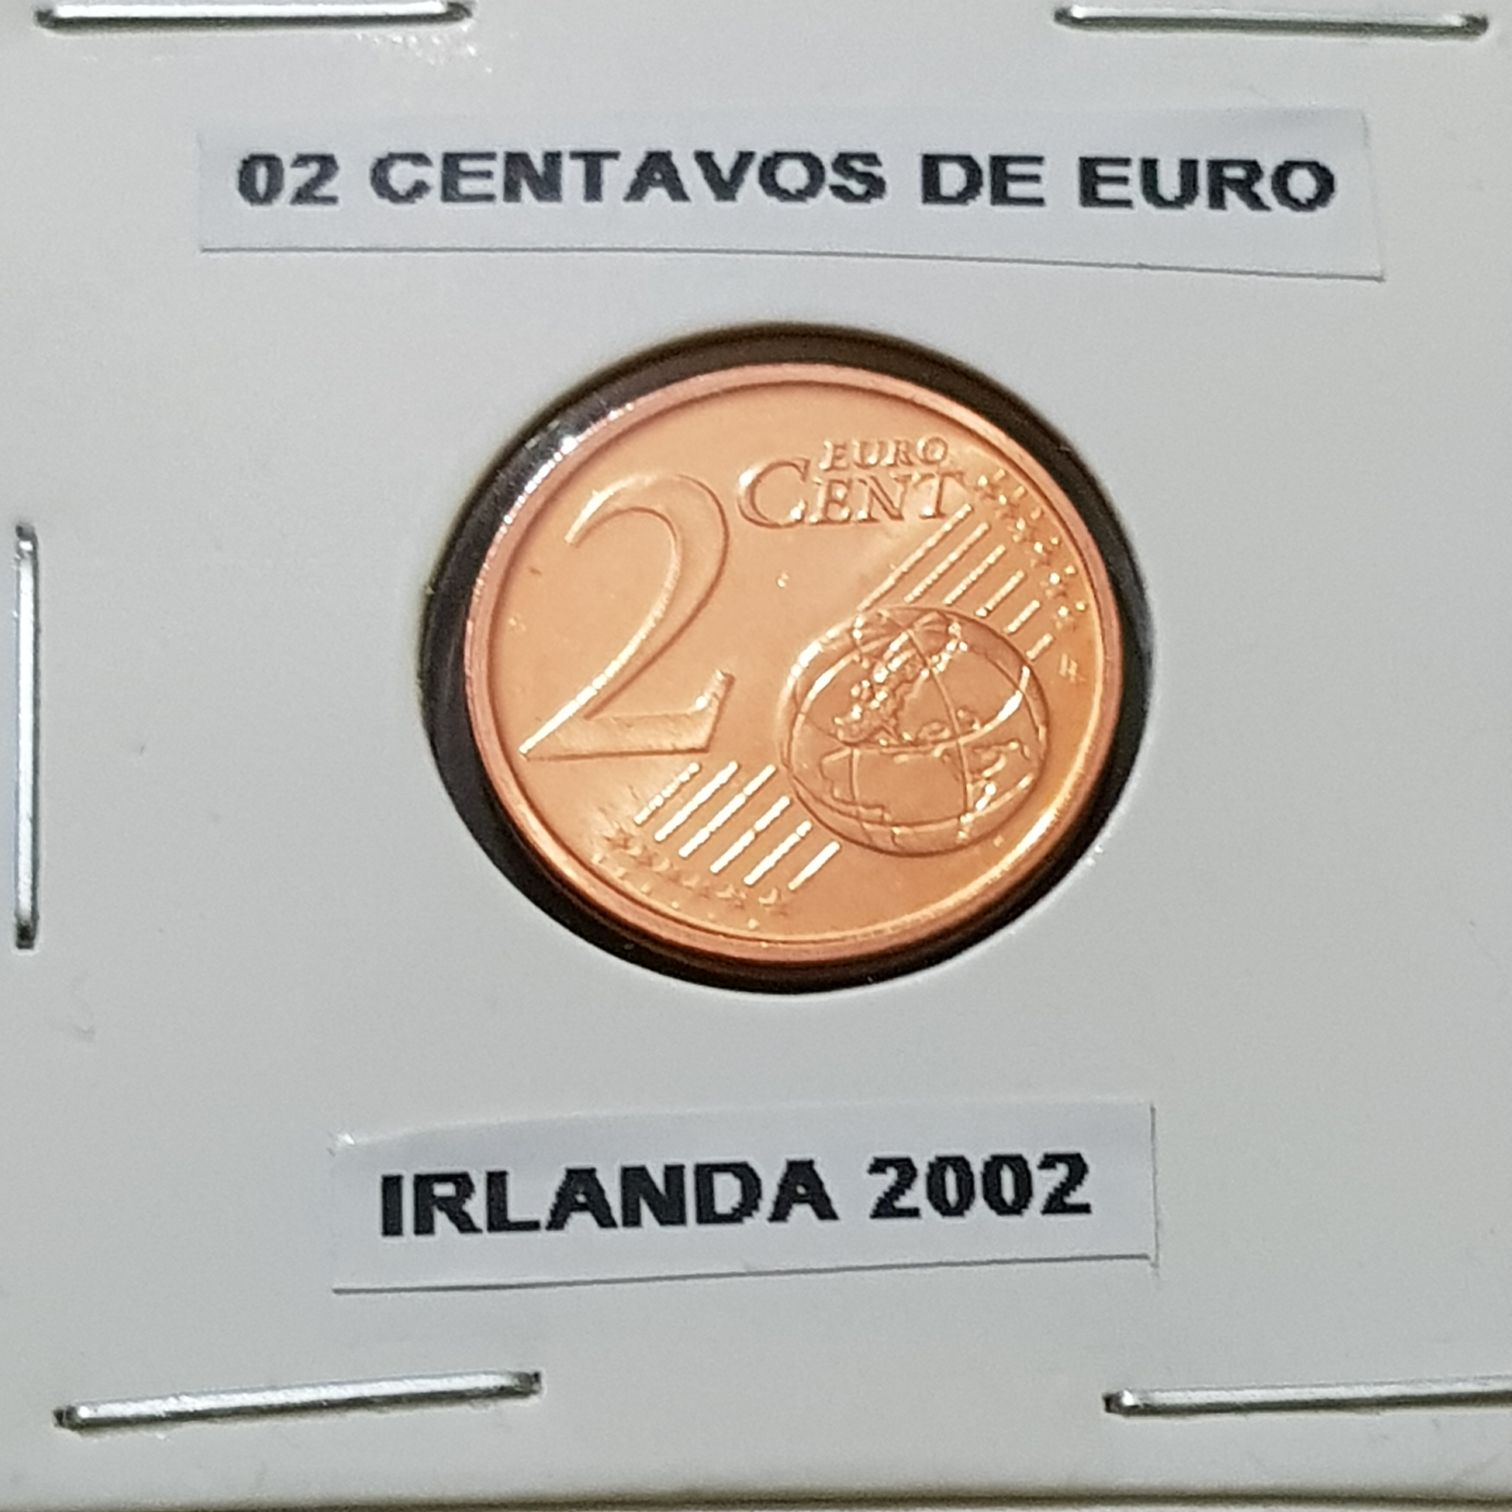 02 CENTAVOS DE EURO
2 EURO
CENT
IRLANDA 2002